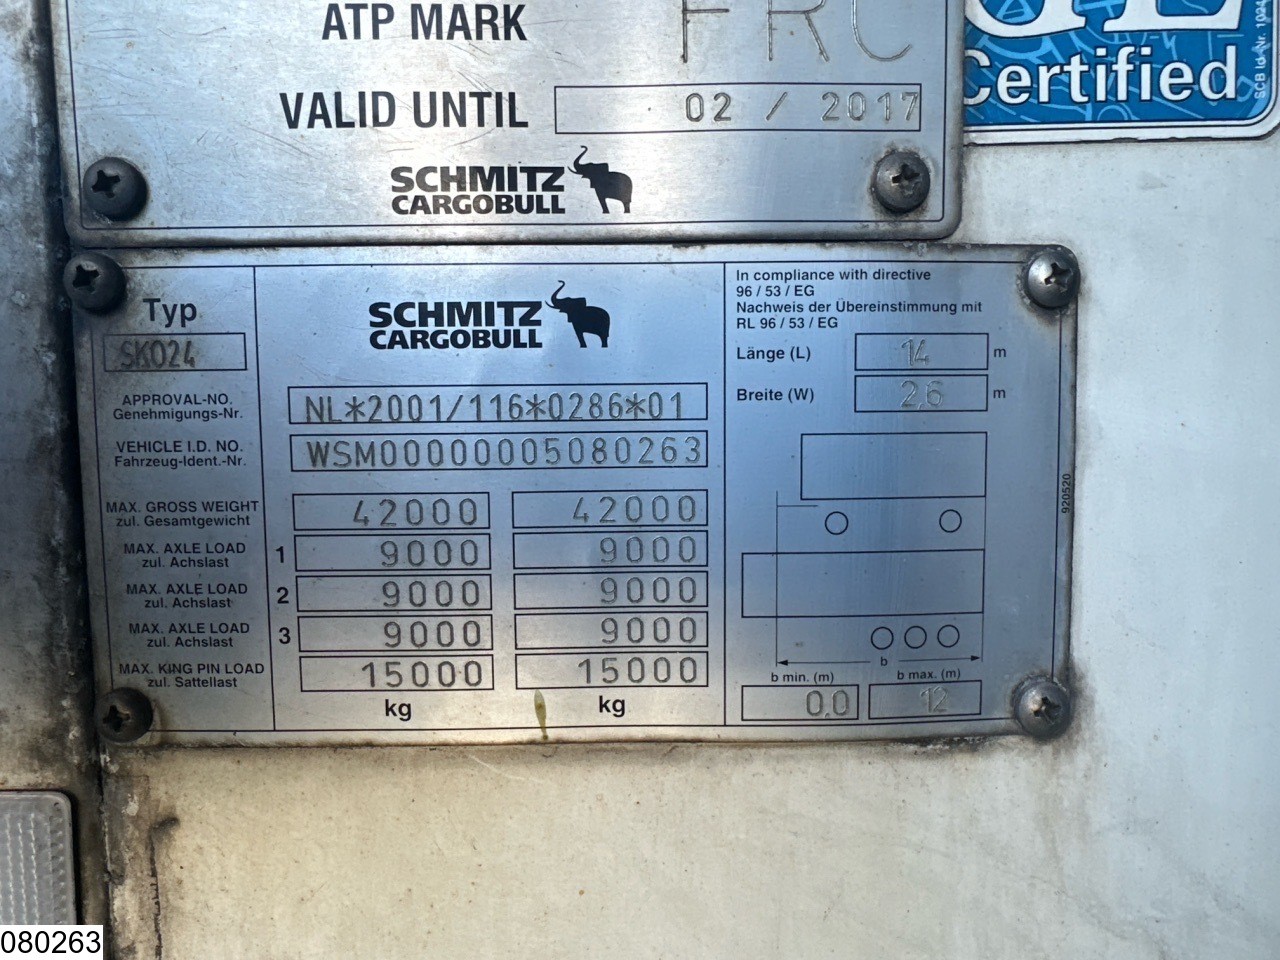 ATP MARK FRC
VALID UNTIL 02 / 2017
SCHMITZ
CARGOBULL
Certified
SCB Id-Nr. 1024
Typ
SKO24
SCHMITZ
CARGOBULL
APPROVAL-NO.
Genehmigungs-Nr.
NL*2001/116*0286*01
VEHICLE I.D. NO.
Fahrzeug-Ident.-Nr.
WSM00000005080263
MAX. GROSS WEIGHT
zul. Gesamtgewicht
42000 42000
MAX. AXLE LOAD
zul. Achslast
1 9000 9000
MAX. AXLE LOAD
zul. Achslast
2 9000 9000
MAX. AXLE LOAD
zul. Achslast
3 9000 9000
MAX. KING PIN LOAD
zul. Sattellast
15000 15000
kg kg
In compliance with directive
96 / 53 / EG
Nachweis der Übereinstimmung mit
RL 96 / 53 / EG
Länge (L) 14 m
Breite (W) 2,6 m
b
b min. (m) b max. (m)
0,0 12
920520
080263